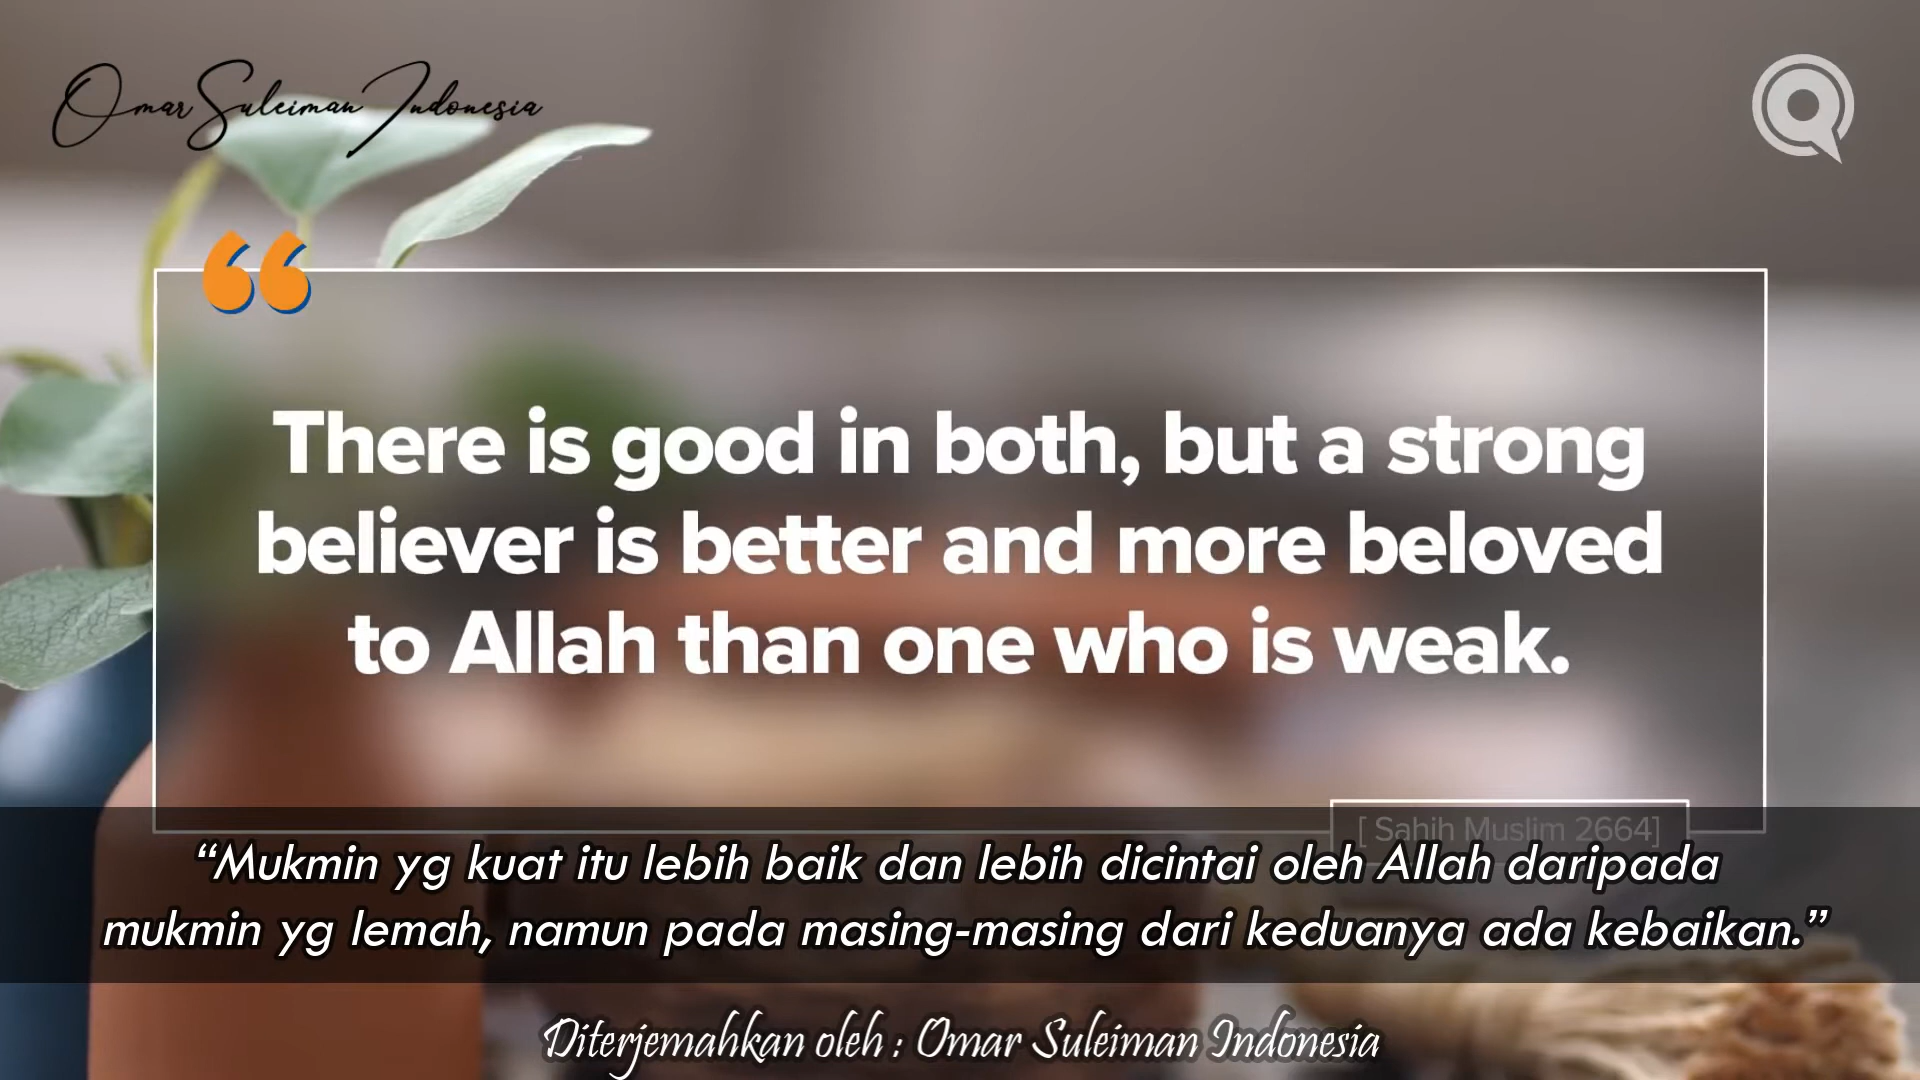 Omar Suleiman Indonesia
There is good in both, but a strong
believer is better and more beloved
to Allah than one who is weak.
[ Sahih Muslim 2664]
“Mukmin yg kuat itu lebih baik dan lebih dicintai oleh Allah daripada
mukmin yg lemah, namun pada masing-masing dari keduanya ada kebaikan.”
Diterjemahkan oleh : Omar Suleiman Indonesia